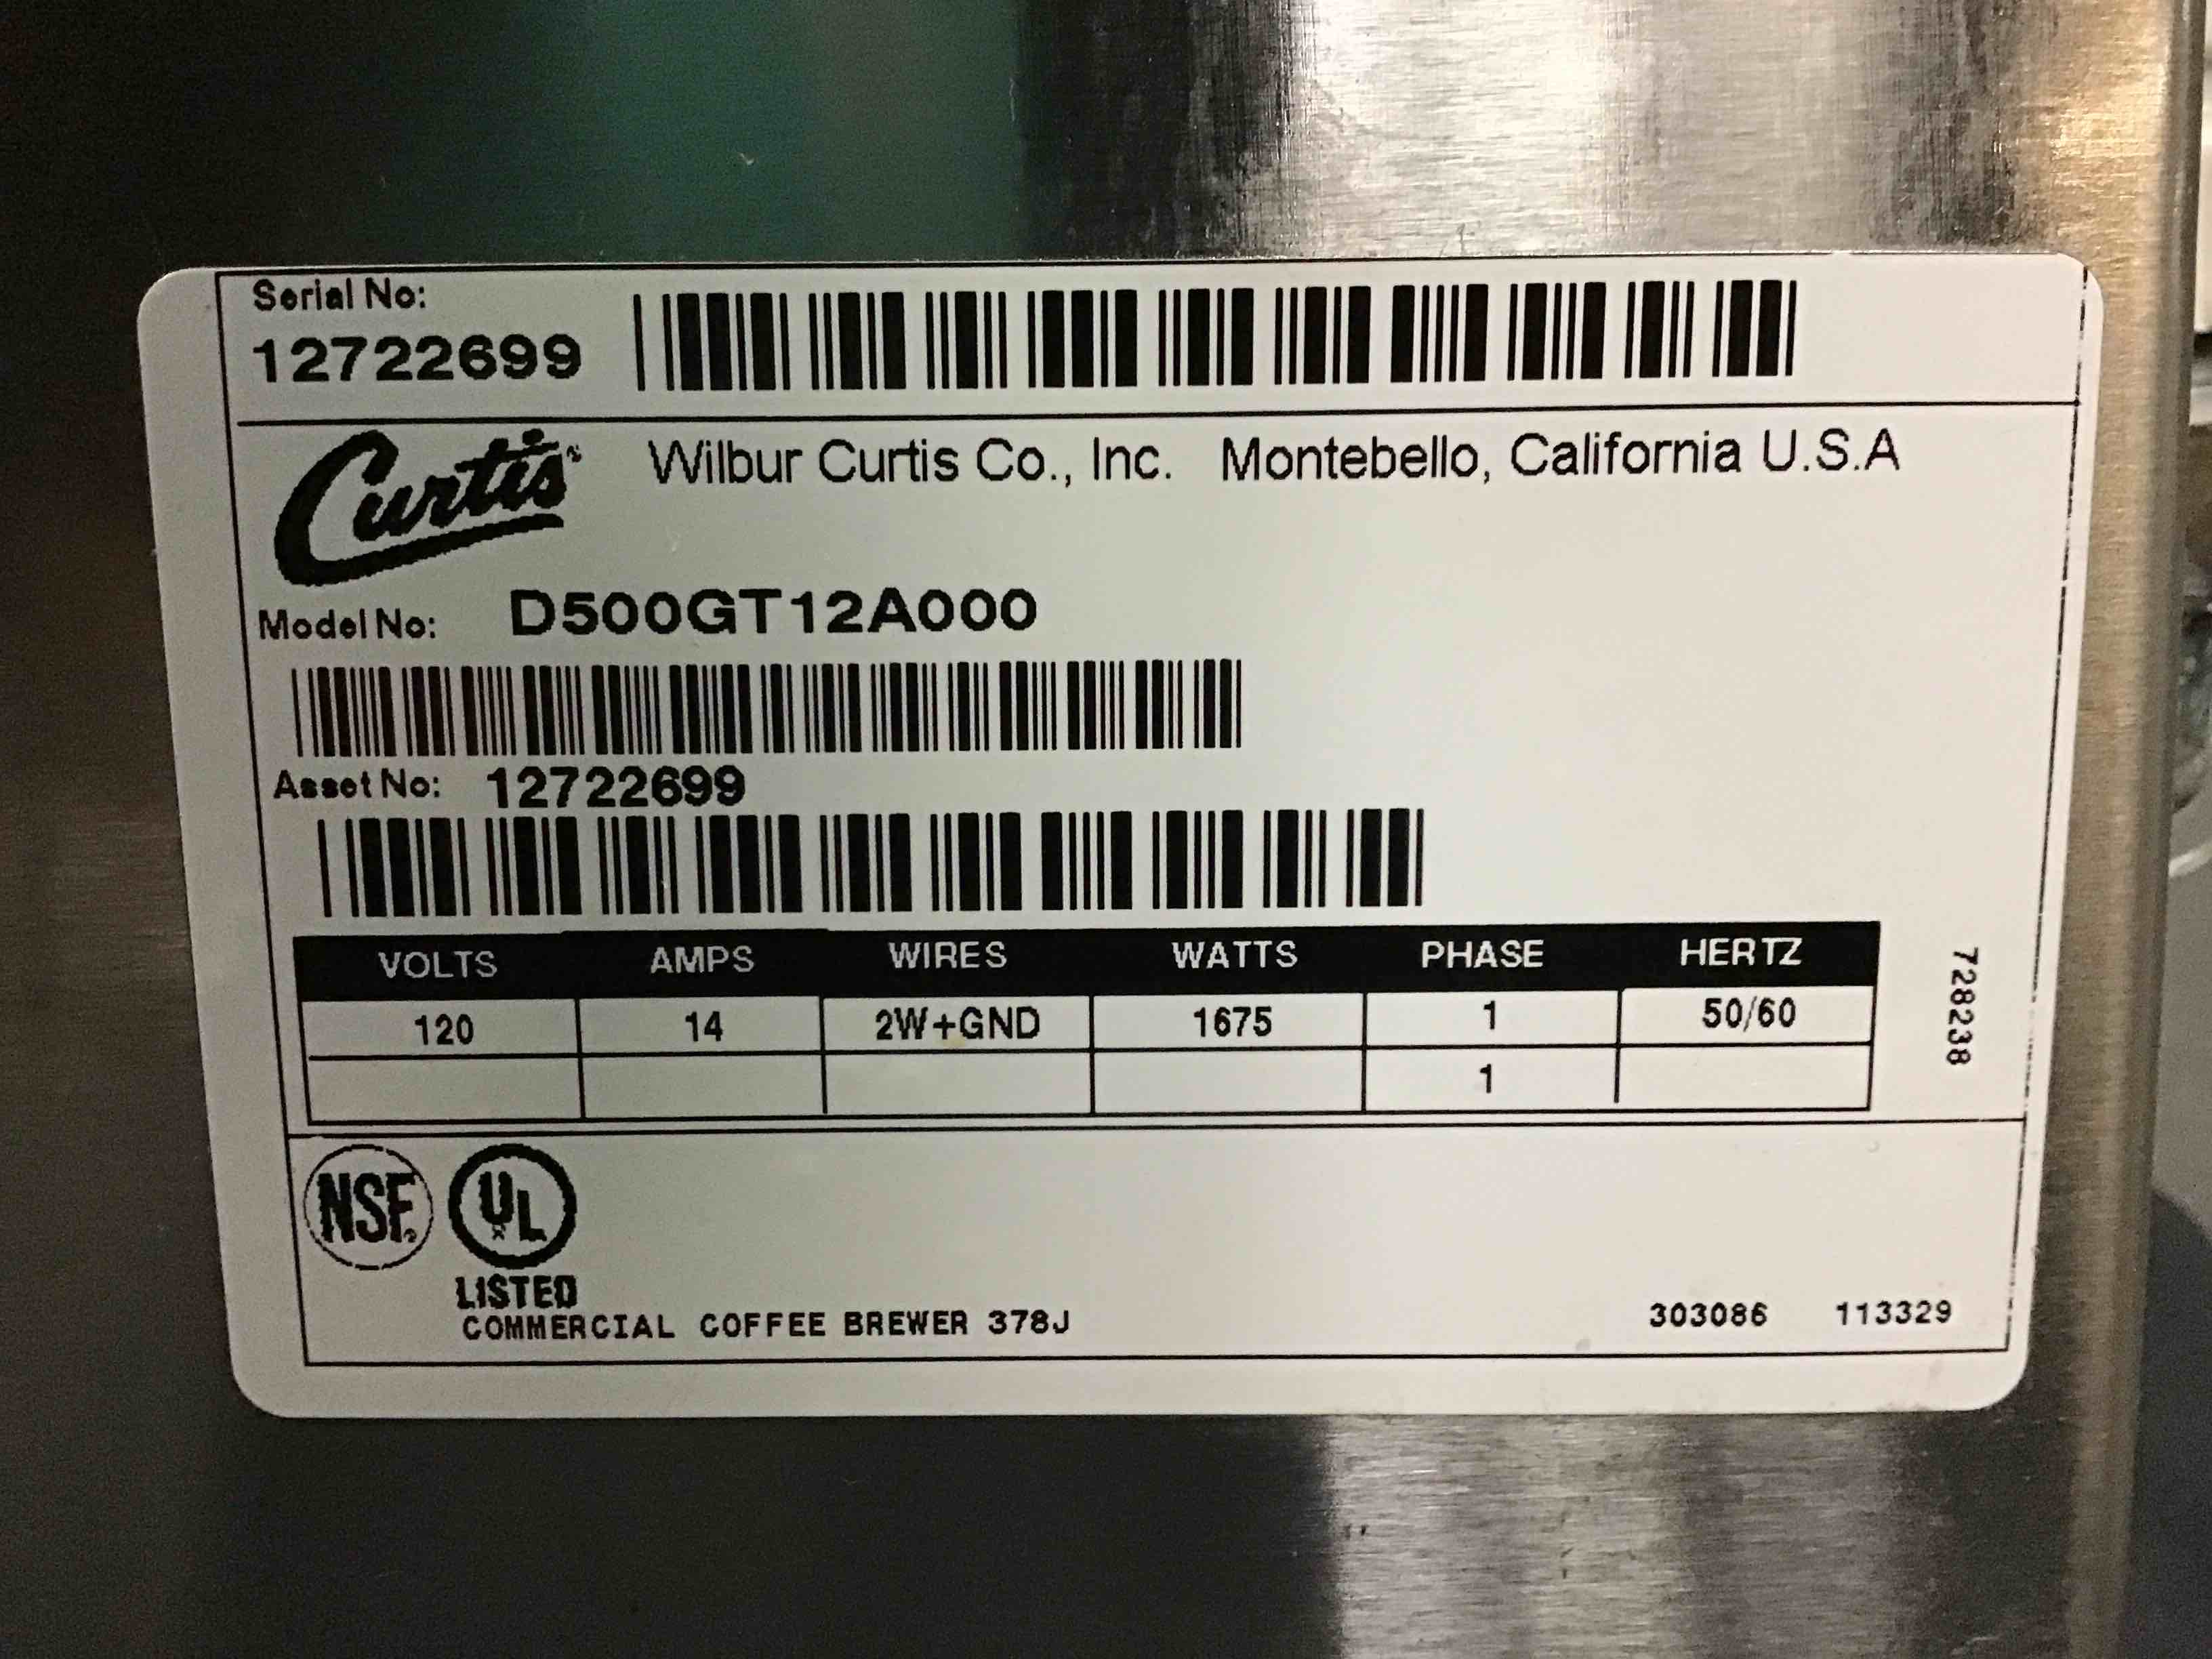 Serial No:
12722699
Curtis
Wilbur Curtis Co., Inc. Montebello, California U.S.A
Model No: D500GT12A000
Asset No: 12722699
VOLTS AMPS WIRES WATTS PHASE HERTZ
120 14 2W+GND 1675 1 50/60
1
728238
NSF UL
LISTED
COMMERCIAL COFFEE BREWER 378J
303086 113329